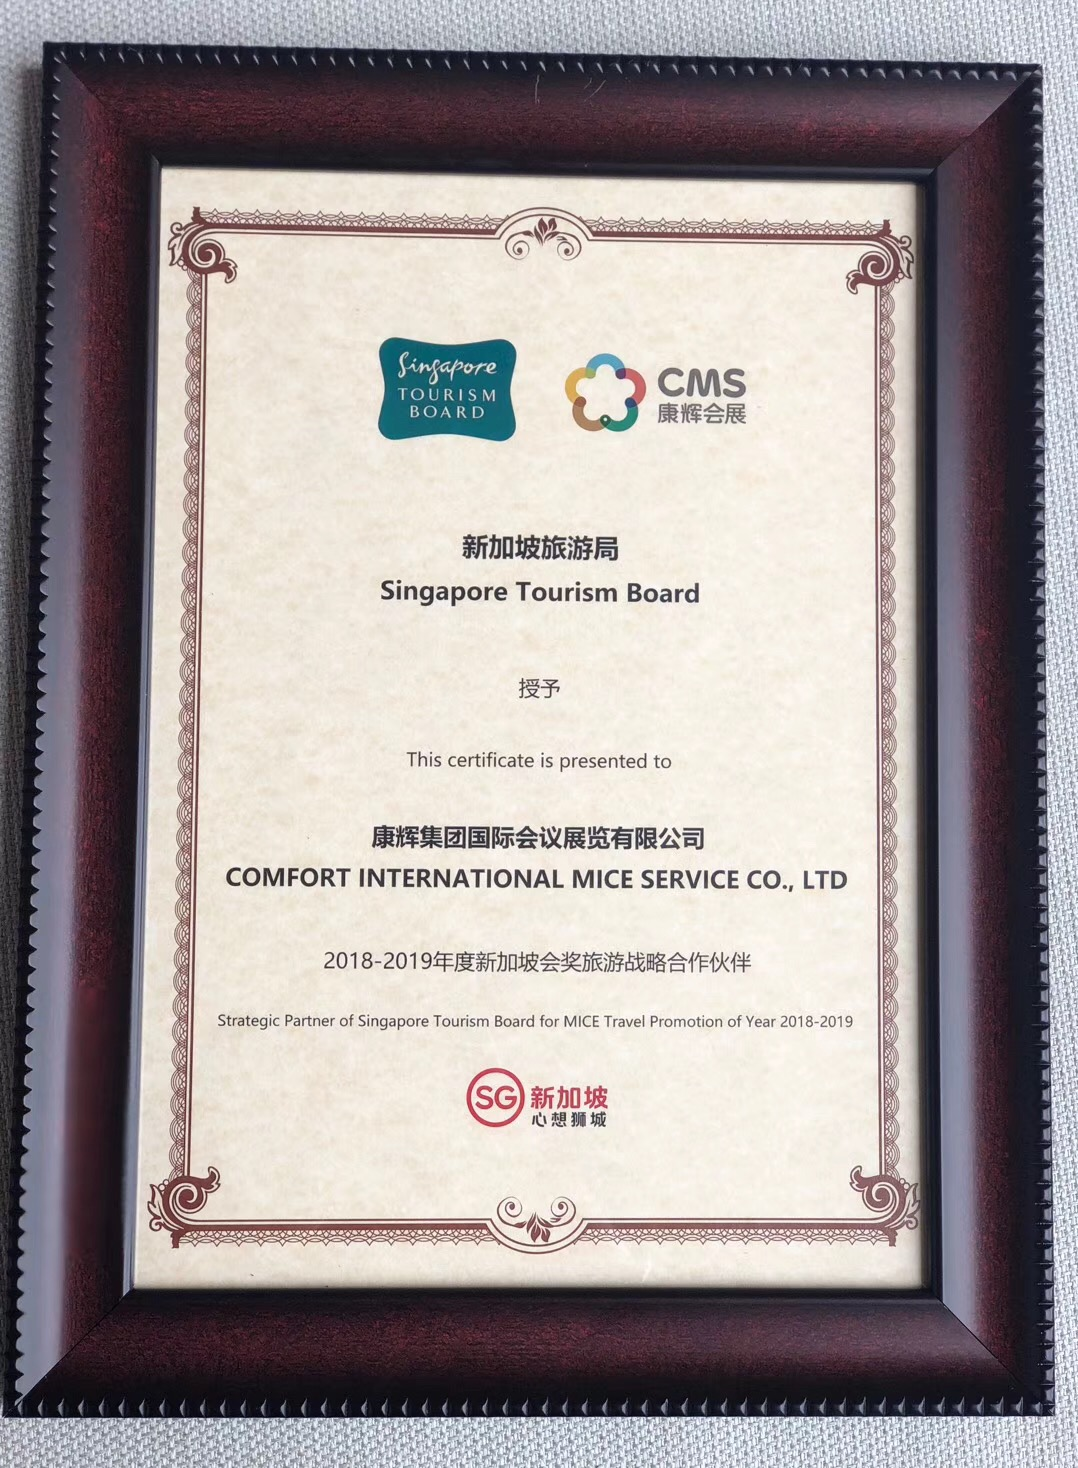 Singapore
TOURISM
BOARD
CMS
康辉会展
新加坡旅游局
Singapore Tourism Board
授予
This certificate is presented to
康辉集团国际会议展览有限公司
COMFORT INTERNATIONAL MICE SERVICE CO., LTD
2018-2019年度新加坡会奖旅游战略合作伙伴
Strategic Partner of Singapore Tourism Board for MICE Travel Promotion of Year 2018-2019
SG 新加坡
心想狮城